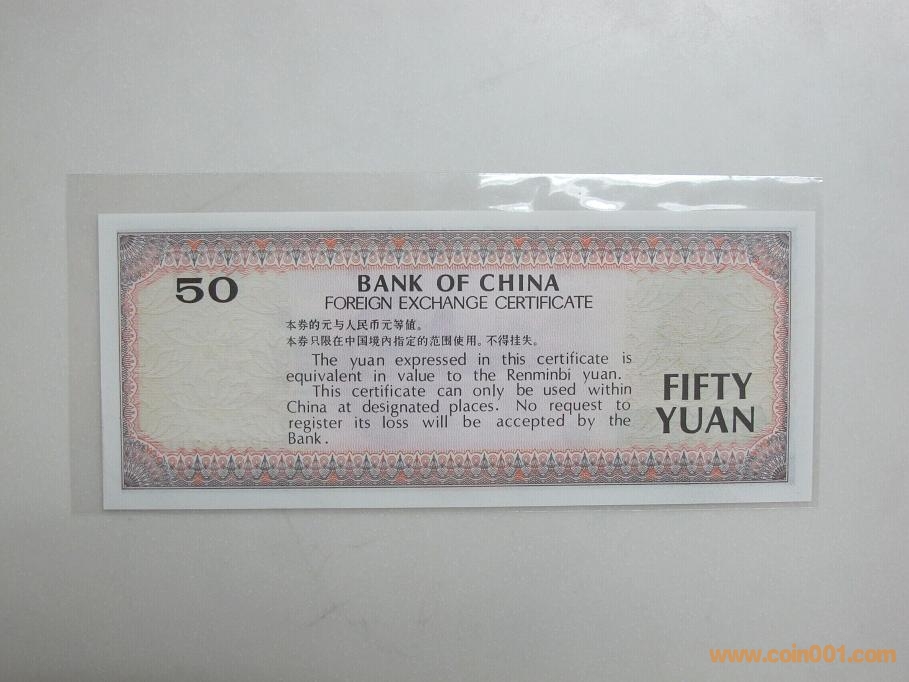 50
BANK OF CHINA
FOREIGN EXCHANGE CERTIFICATE
本券的元与人民币元等値。
本券只限在中国境內指定的范围使用。不得挂失。
The yuan expressed in this certificate is
equivalent in value to the Renminbi yuan.
This certificate can only be used within
China at designated places. No request to
register its loss will be accepted by the
Bank.
FIFTY
YUAN
www.coin001.com